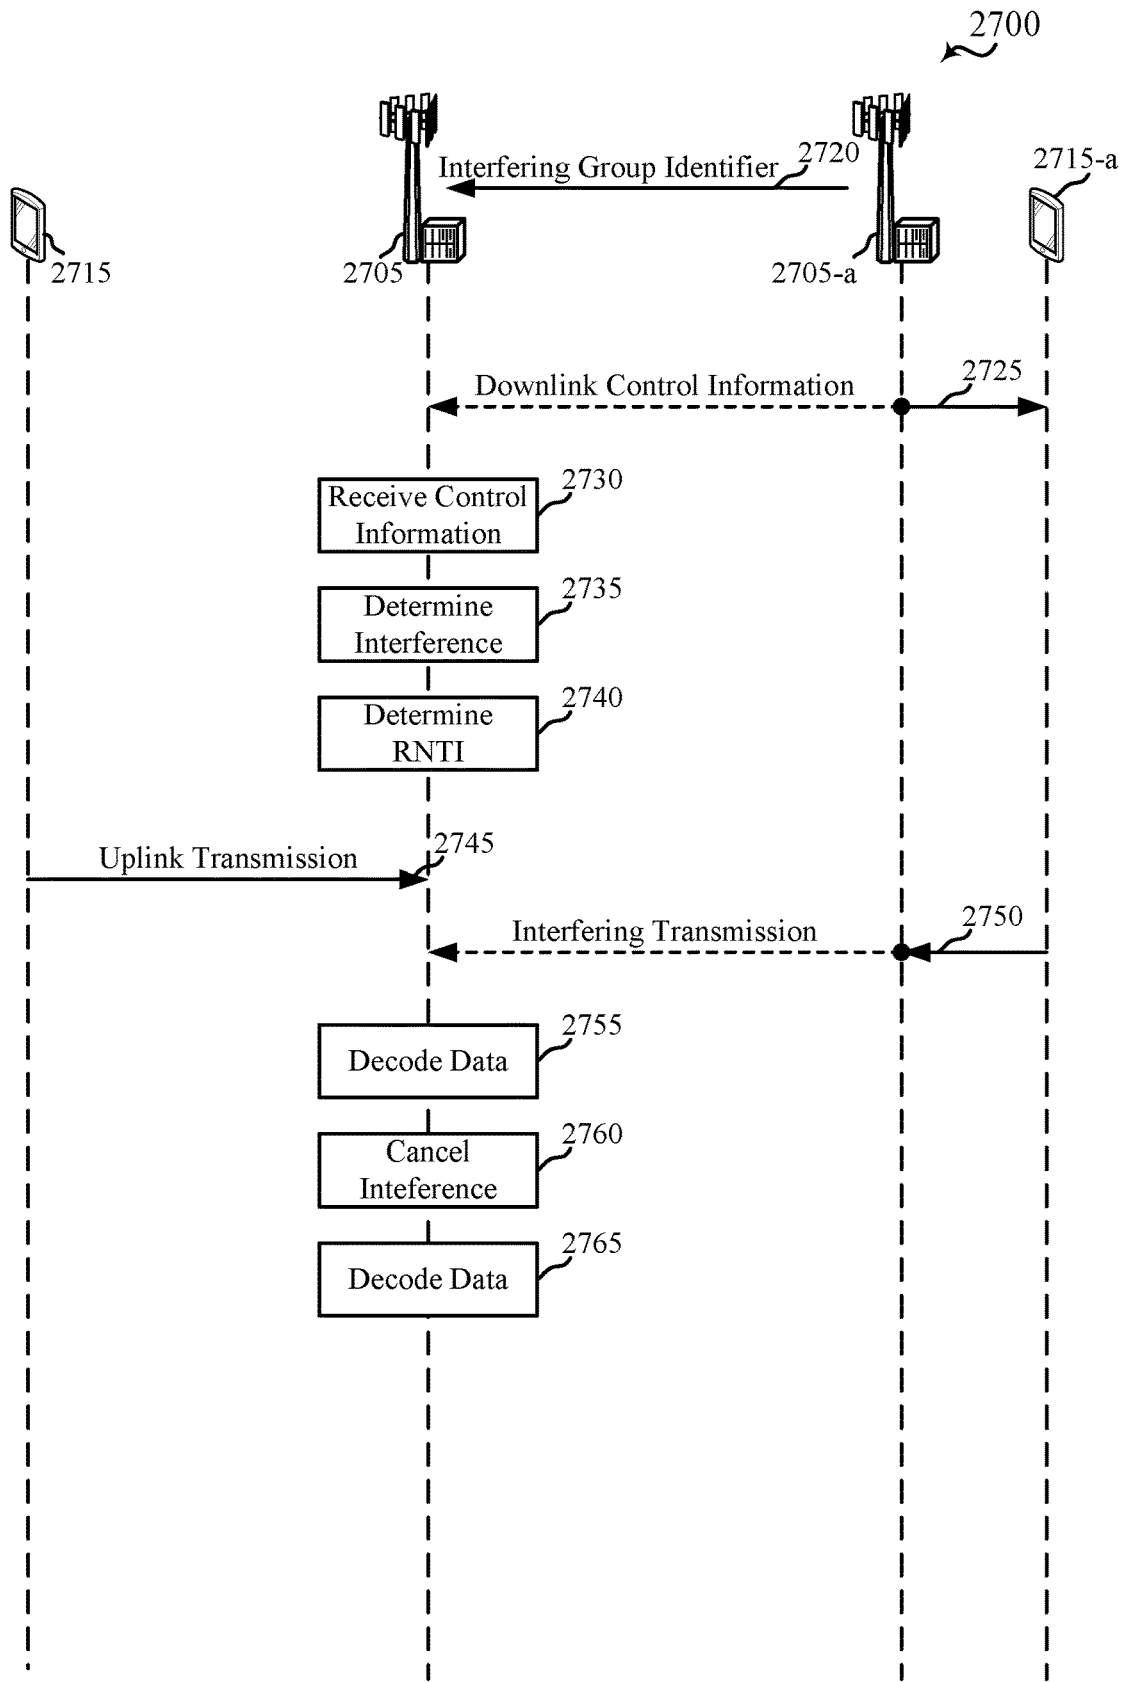 2700
2720
Interfering Group Identifier
2715-a
2715
2705
2705-a
2725
Downlink Control Information
2730
Receive Control
Information
2735
Determine
Interference
2740
Determine
RNTI
2745
Uplink Transmission
2750
Interfering Transmission
2755
Decode Data
2760
Cancel
Inteference
2765
Decode Data